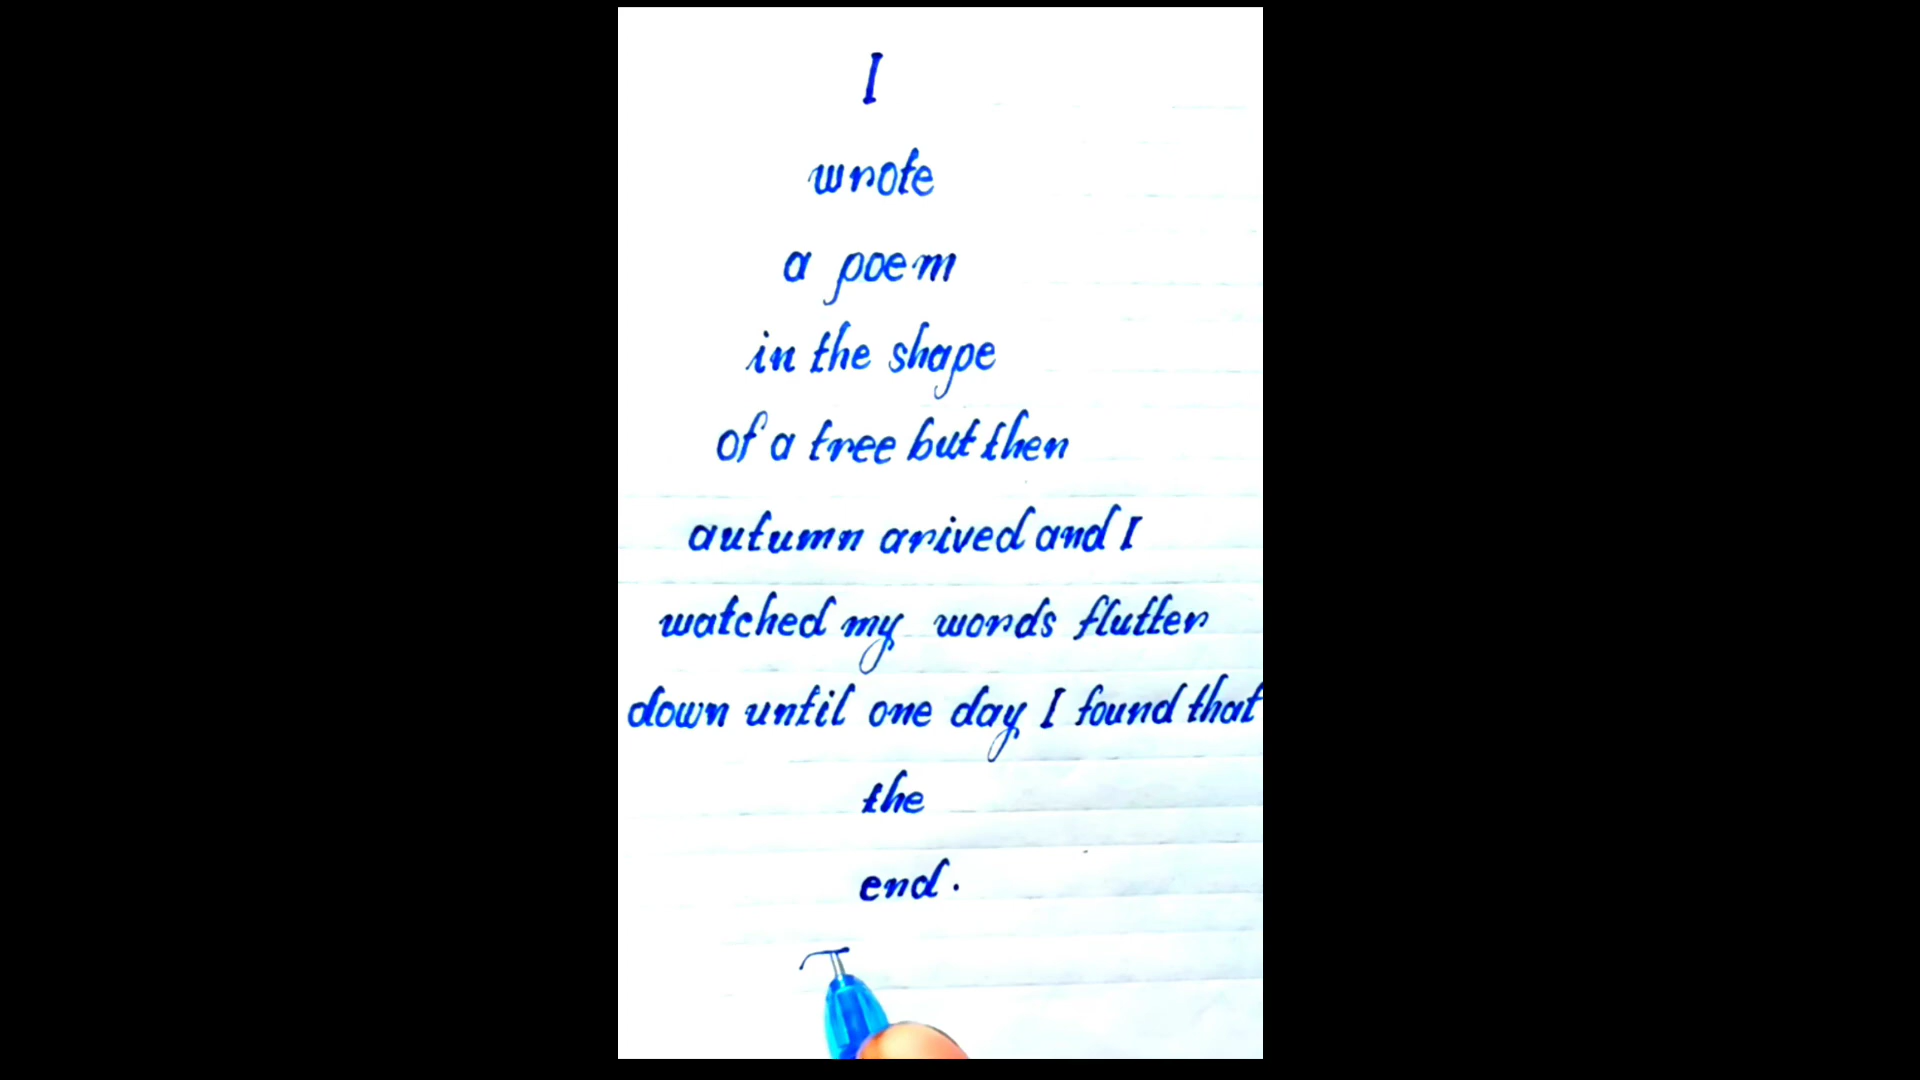 I
wrote
a poem
in the shape
of a tree but then
autumn arived and I
watched my words flutter
down until one day I found that
the
end.